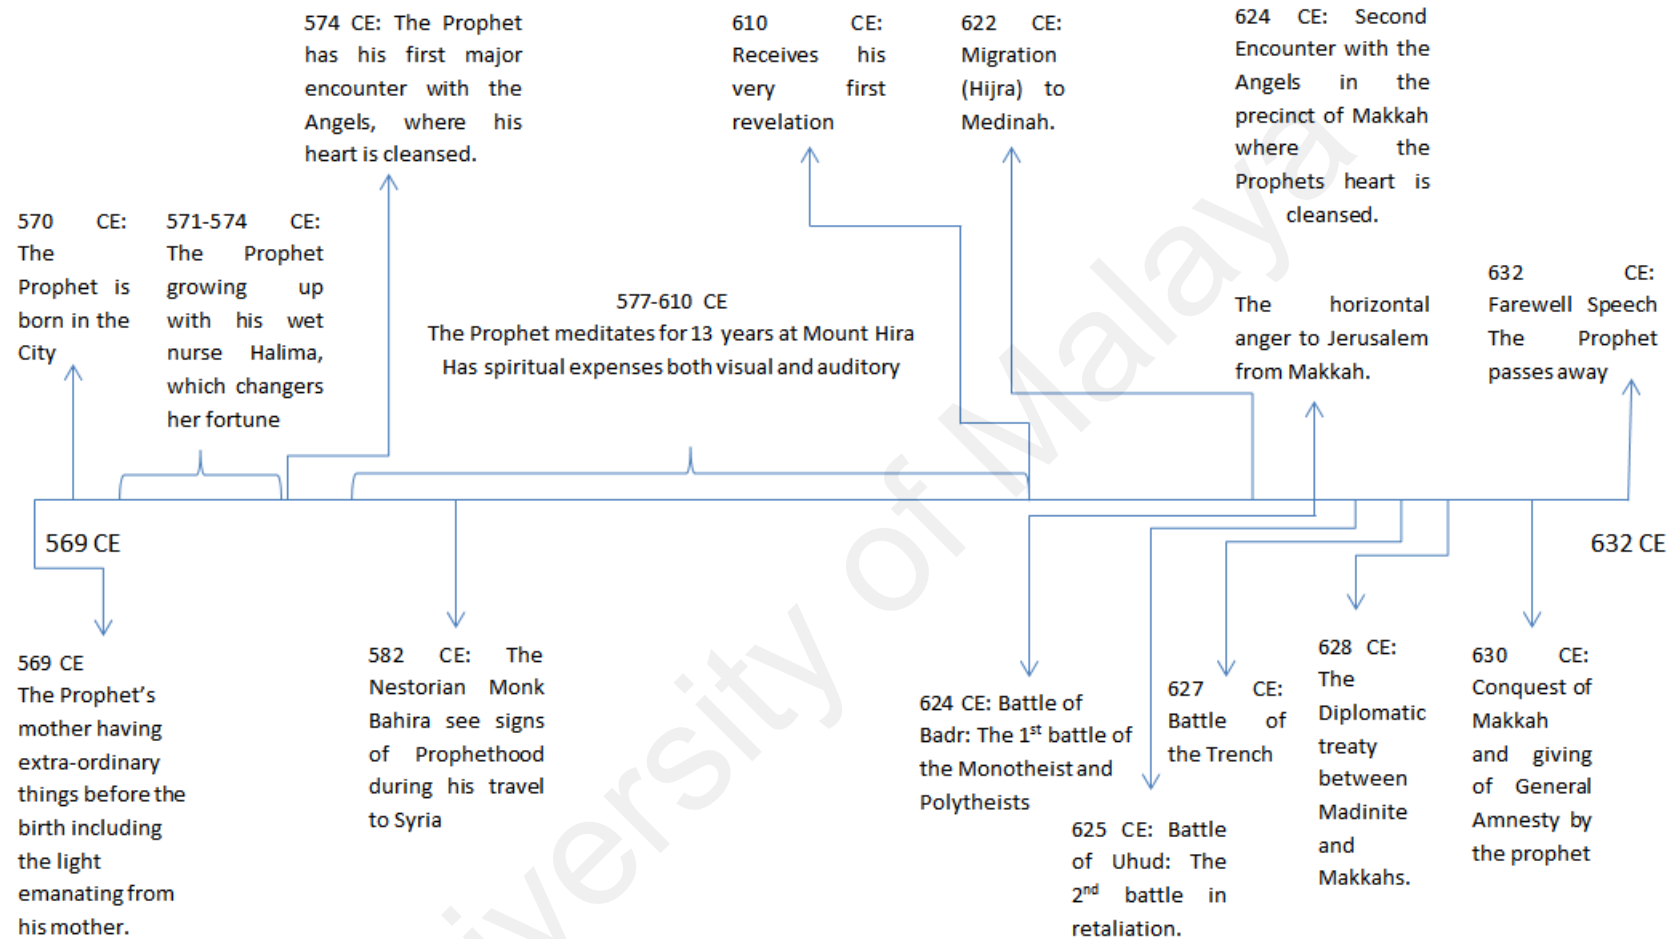 574 CE: The Prophet
has his first major
encounter with the
Angels, where his
heart is cleansed.
610 CE:
Receives his
very first
revelation
622 CE:
Migration
(Hijra) to
Medinah.
624 CE: Second
Encounter with the
Angels in the
precinct of Makkah
where the
Prophets heart is
cleansed.
The horizontal
anger to Jerusalem
from Makkah.
570 CE:
The
Prophet is
born in the
City
571-574 CE:
The Prophet
growing up
with his wet
nurse Halima,
which changers
her fortune
577-610 CE
The Prophet meditates for 13 years at Mount Hira
Has spiritual expenses both visual and auditory
632 CE:
Farewell Speech
The Prophet
passes away
569 CE
632 CE
569 CE
The Prophet's
mother having
extra-ordinary
things before the
birth including
the light
emanating from
his mother.
582 CE: The
Nestorian Monk
Bahira see signs
of Prophethood
during his travel
to Syria
624 CE: Battle of
Badr: The 1st battle of
the Monotheist and
Polytheists
625 CE: Battle
of Uhud: The
2nd battle in
retaliation.
627 CE:
Battle of
the Trench
628 CE:
The
Diplomatic
treaty
between
Madinite
and
Makkahs.
630 CE:
Conquest of
Makkah
and giving
of General
Amnesty by
the prophet
iversity of Malaya